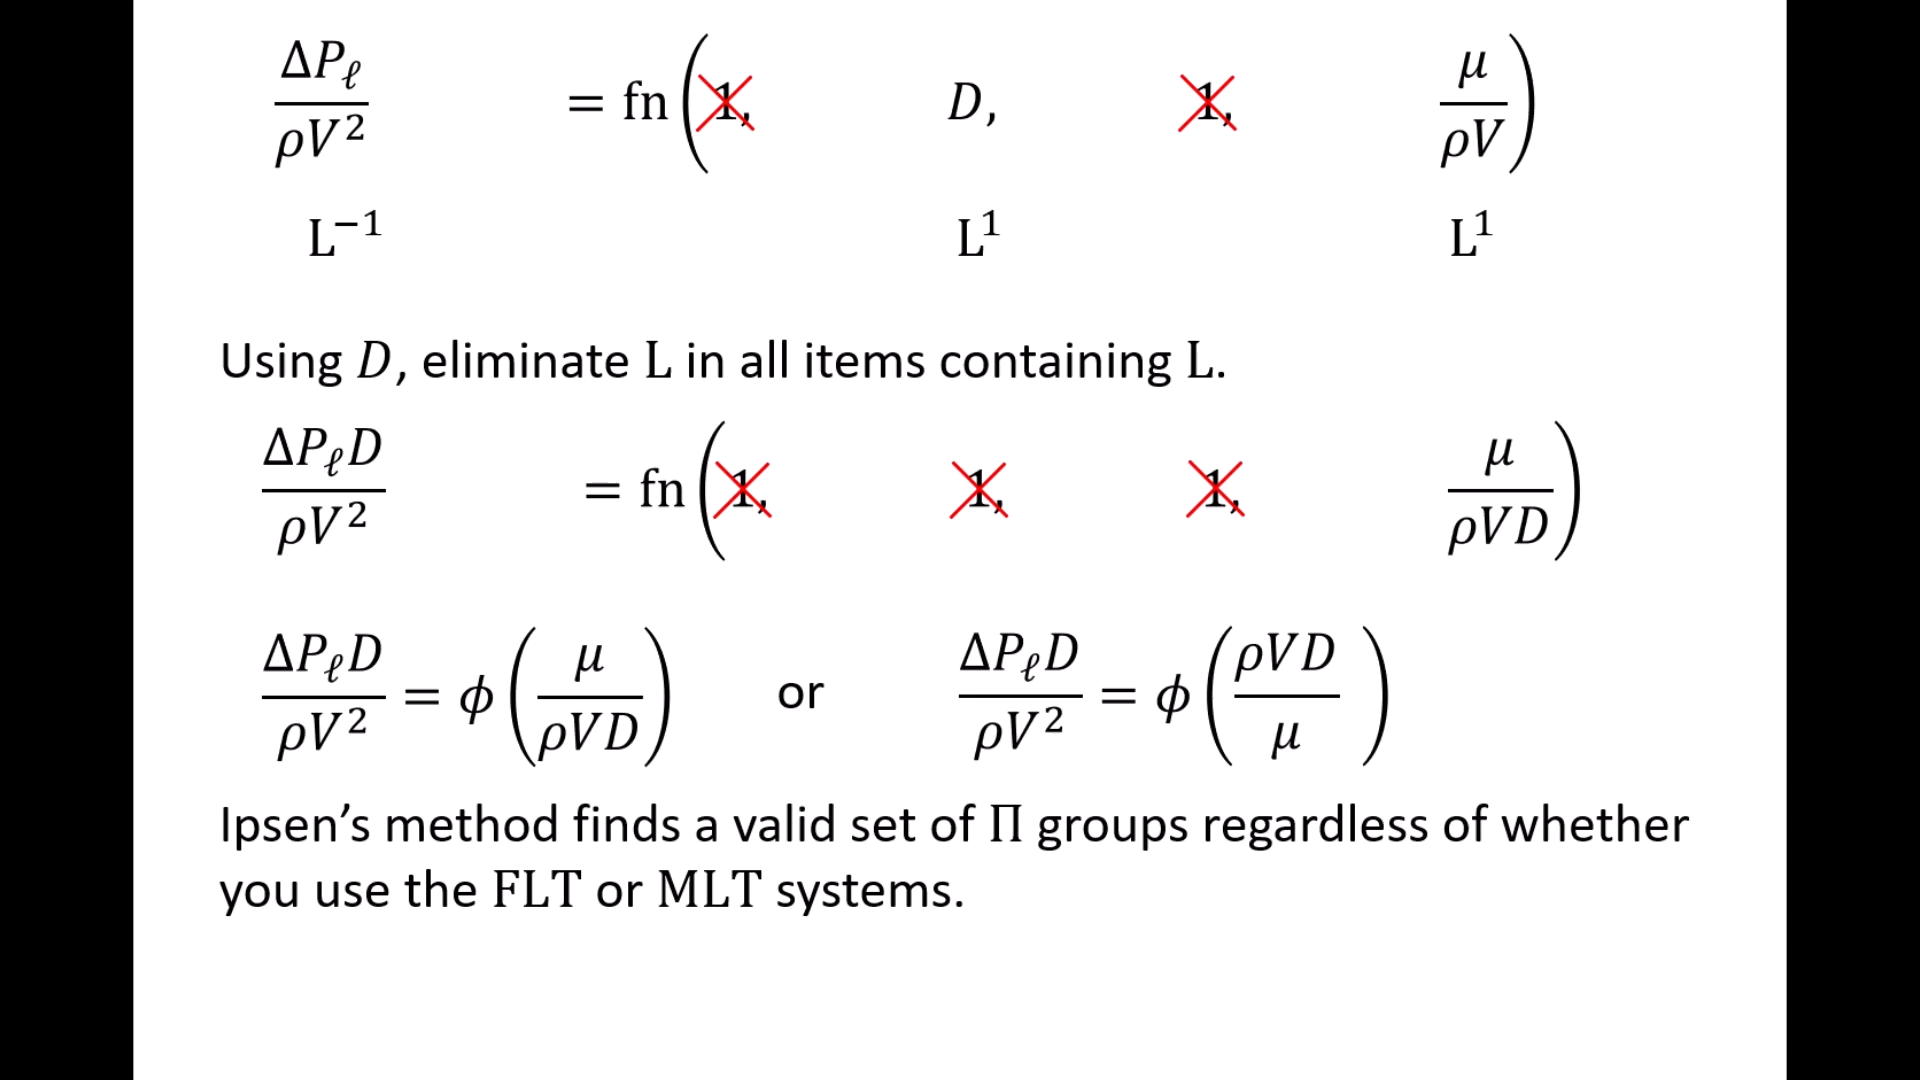 ΔPℓ/ρV² = fn(1, D, 1, μ/ρV)
L⁻¹ L¹ L¹
Using D, eliminate L in all items containing L.
ΔPℓD/ρV² = fn(1, 1, 1, μ/ρVD)
ΔPℓD/ρV² = ϕ(μ/ρVD) or ΔPℓD/ρV² = ϕ(ρVD/μ)
Ipsen’s method finds a valid set of Π groups regardless of whether
you use the FLT or MLT systems.